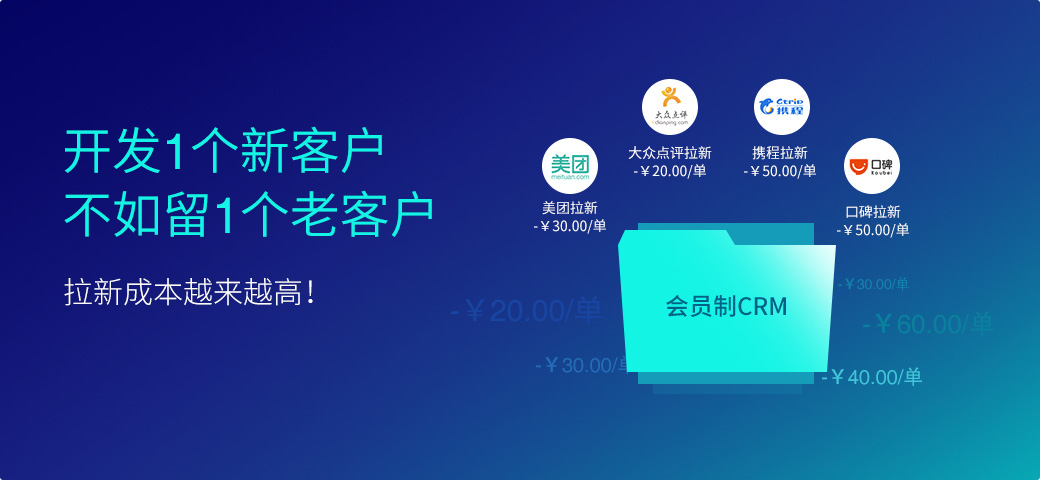 开发1个新客户
不如留1个老客户
拉新成本越来越高!
大众点评
dianping.com
大众点评拉新
-￥20.00/单
Ctrip
携程
携程拉新
-￥50.00/单
美团
meituan.com
美团拉新
-￥30.00/单
口碑
Koubei
口碑拉新
-￥50.00/单
会员制CRM
-￥20.00/单
-￥30.00/单
-￥30.00/单
-￥60.00/单
-￥40.00/单